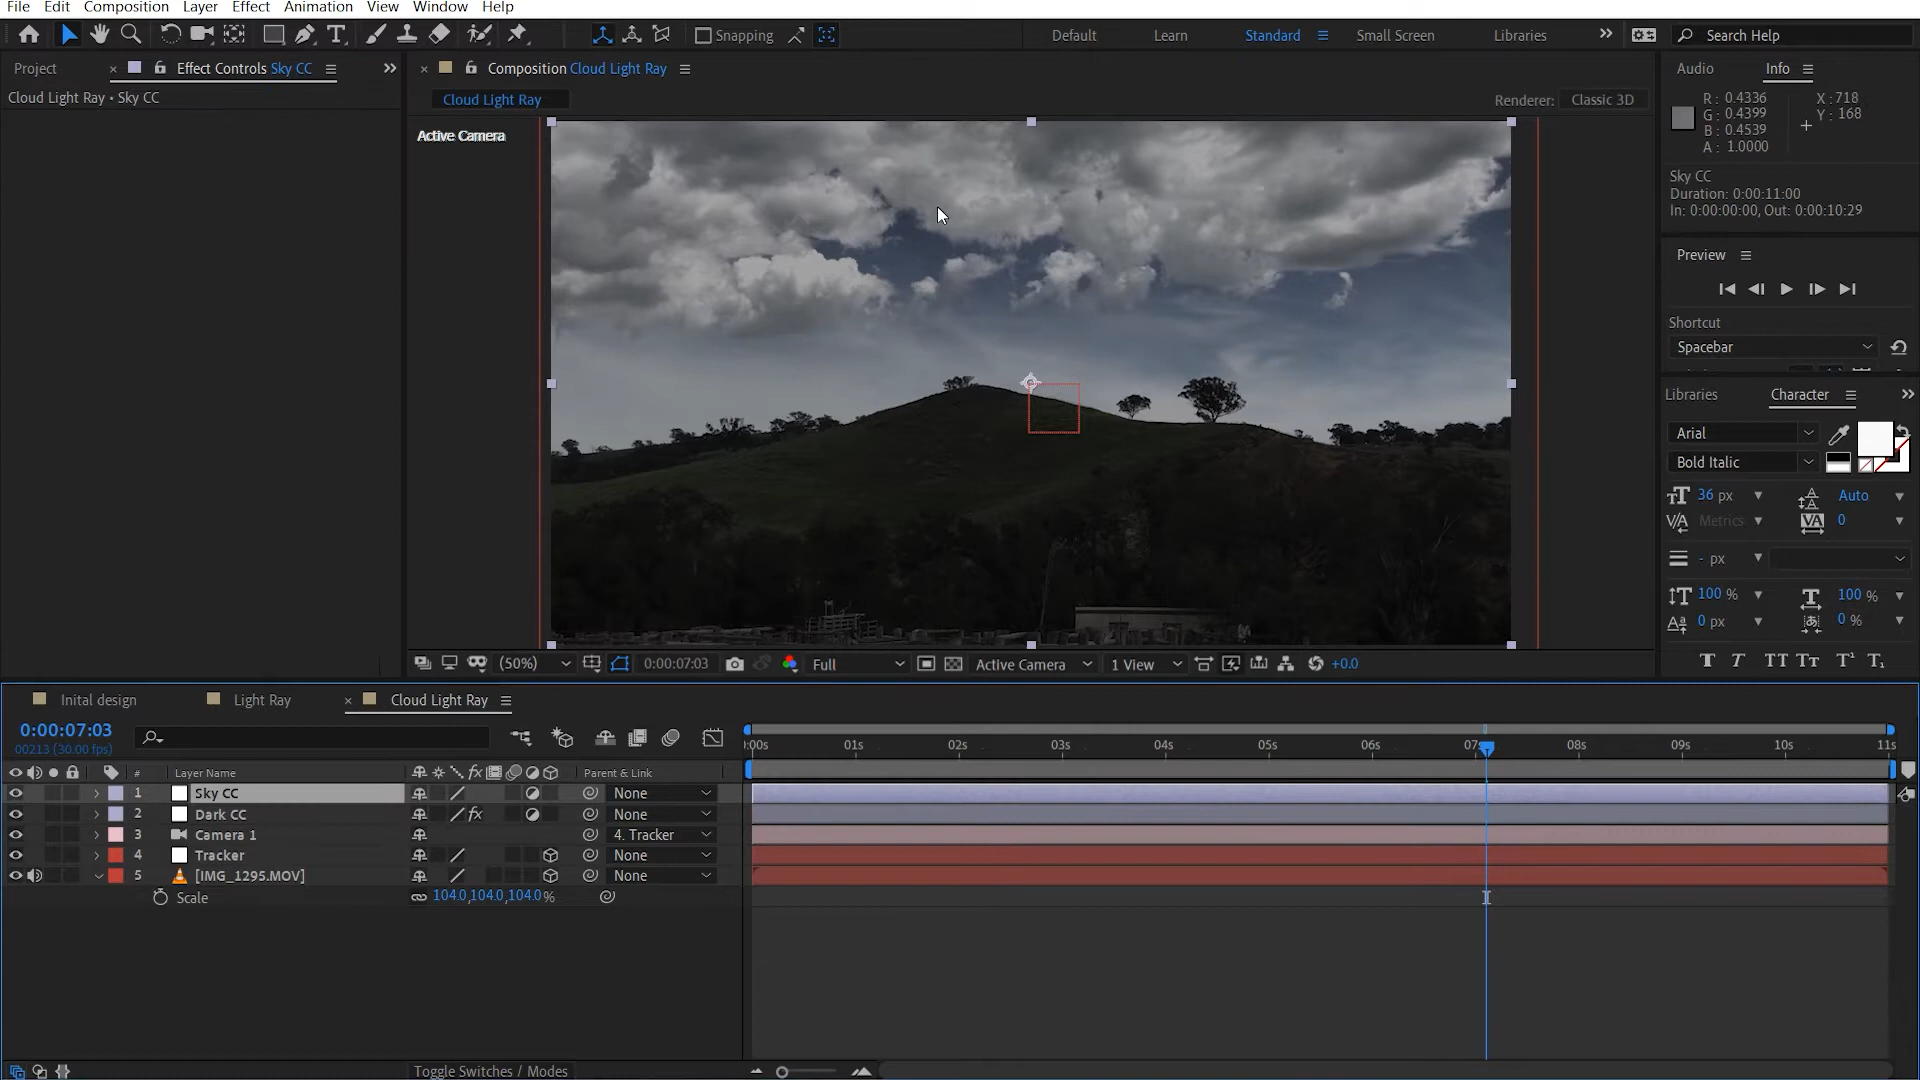 File Edit Composition Layer Effect Animation View Window Help
Snapping
Default Learn Standard Small Screen Libraries
Search Help
Project
Effect Controls Sky CC
Cloud Light Ray • Sky CC
Composition Cloud Light Ray
Cloud Light Ray
Renderer: Classic 3D
Active Camera
Audio Info
R: 0.4336
G: 0.4399
B: 0.4539
A: 1.0000
X: 718
Y: 168
Sky CC
Duration: 0:00:11:00
In: 0:00:00:00, Out: 0:00:10:29
Preview
Shortcut
Spacebar
Libraries Character
Arial
Bold Italic
36 px
Auto
Metrics
0
- px
100 %
100 %
0 px
0 %
T T TT Tt T¹ T₁
(50%)
0:00:07:03
Full
Active Camera
1 View
+0.0
Inital design
Light Ray
Cloud Light Ray
0:00:07:03
00213 (30.00 fps)
:00s 01s 02s 03s 04s 05s 06s 07s 08s 09s 10s 11s
# Layer Name Parent & Link
1 Sky CC None
2 Dark CC fx None
3 Camera 1 4. Tracker
4 Tracker None
5 [IMG_1295.MOV] None
Scale 104.0,104.0,104.0%
Toggle Switches / Modes